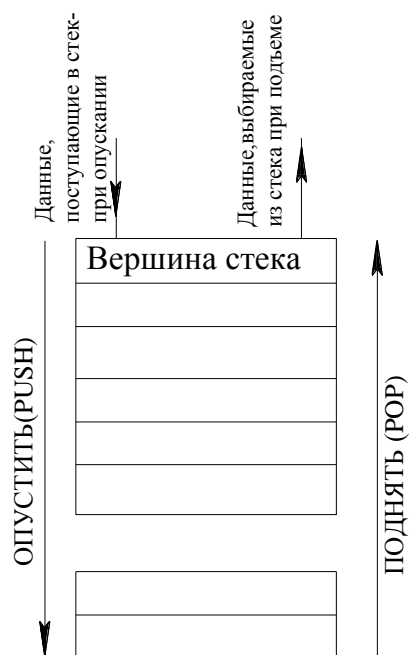 Данные,
поступающие в стек-
при опускании
Данные,выбираемые
из стека при подъеме
Вершина стека
ОПУСТИТЬ(PUSH)
ПОДНЯТЬ (POP)